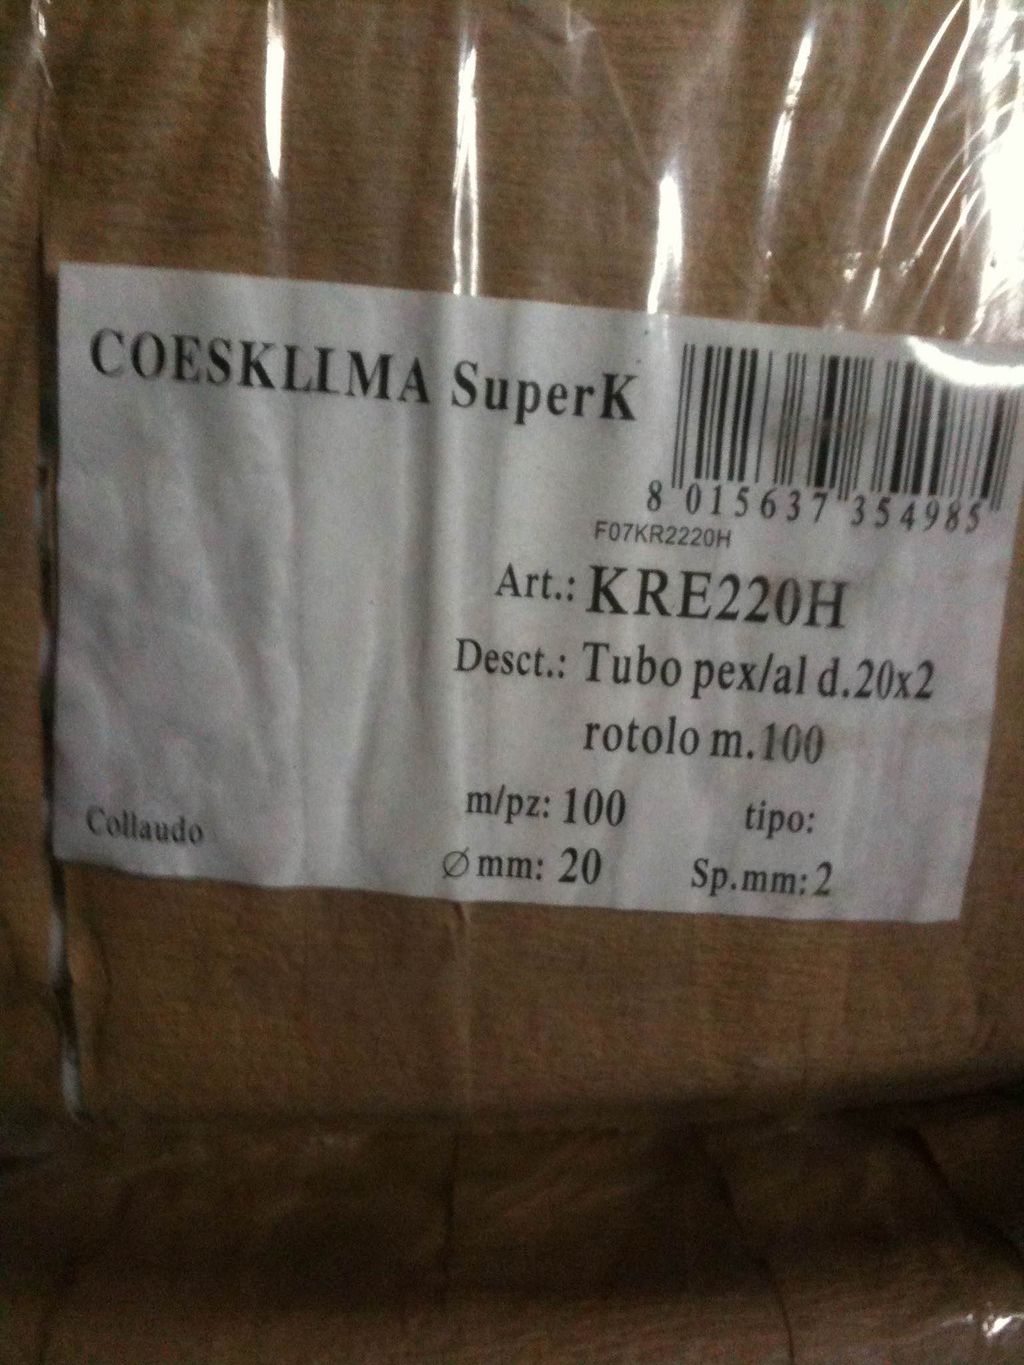 COESKLIMA SuperK
8 015637 354985
F07KR2220H
Art.: KRE220H
Desct.: Tubo pex/al d.20x2
rotolo m.100
m/pz: 100 tipo:
Collaudo
Ø mm: 20 Sp.mm: 2